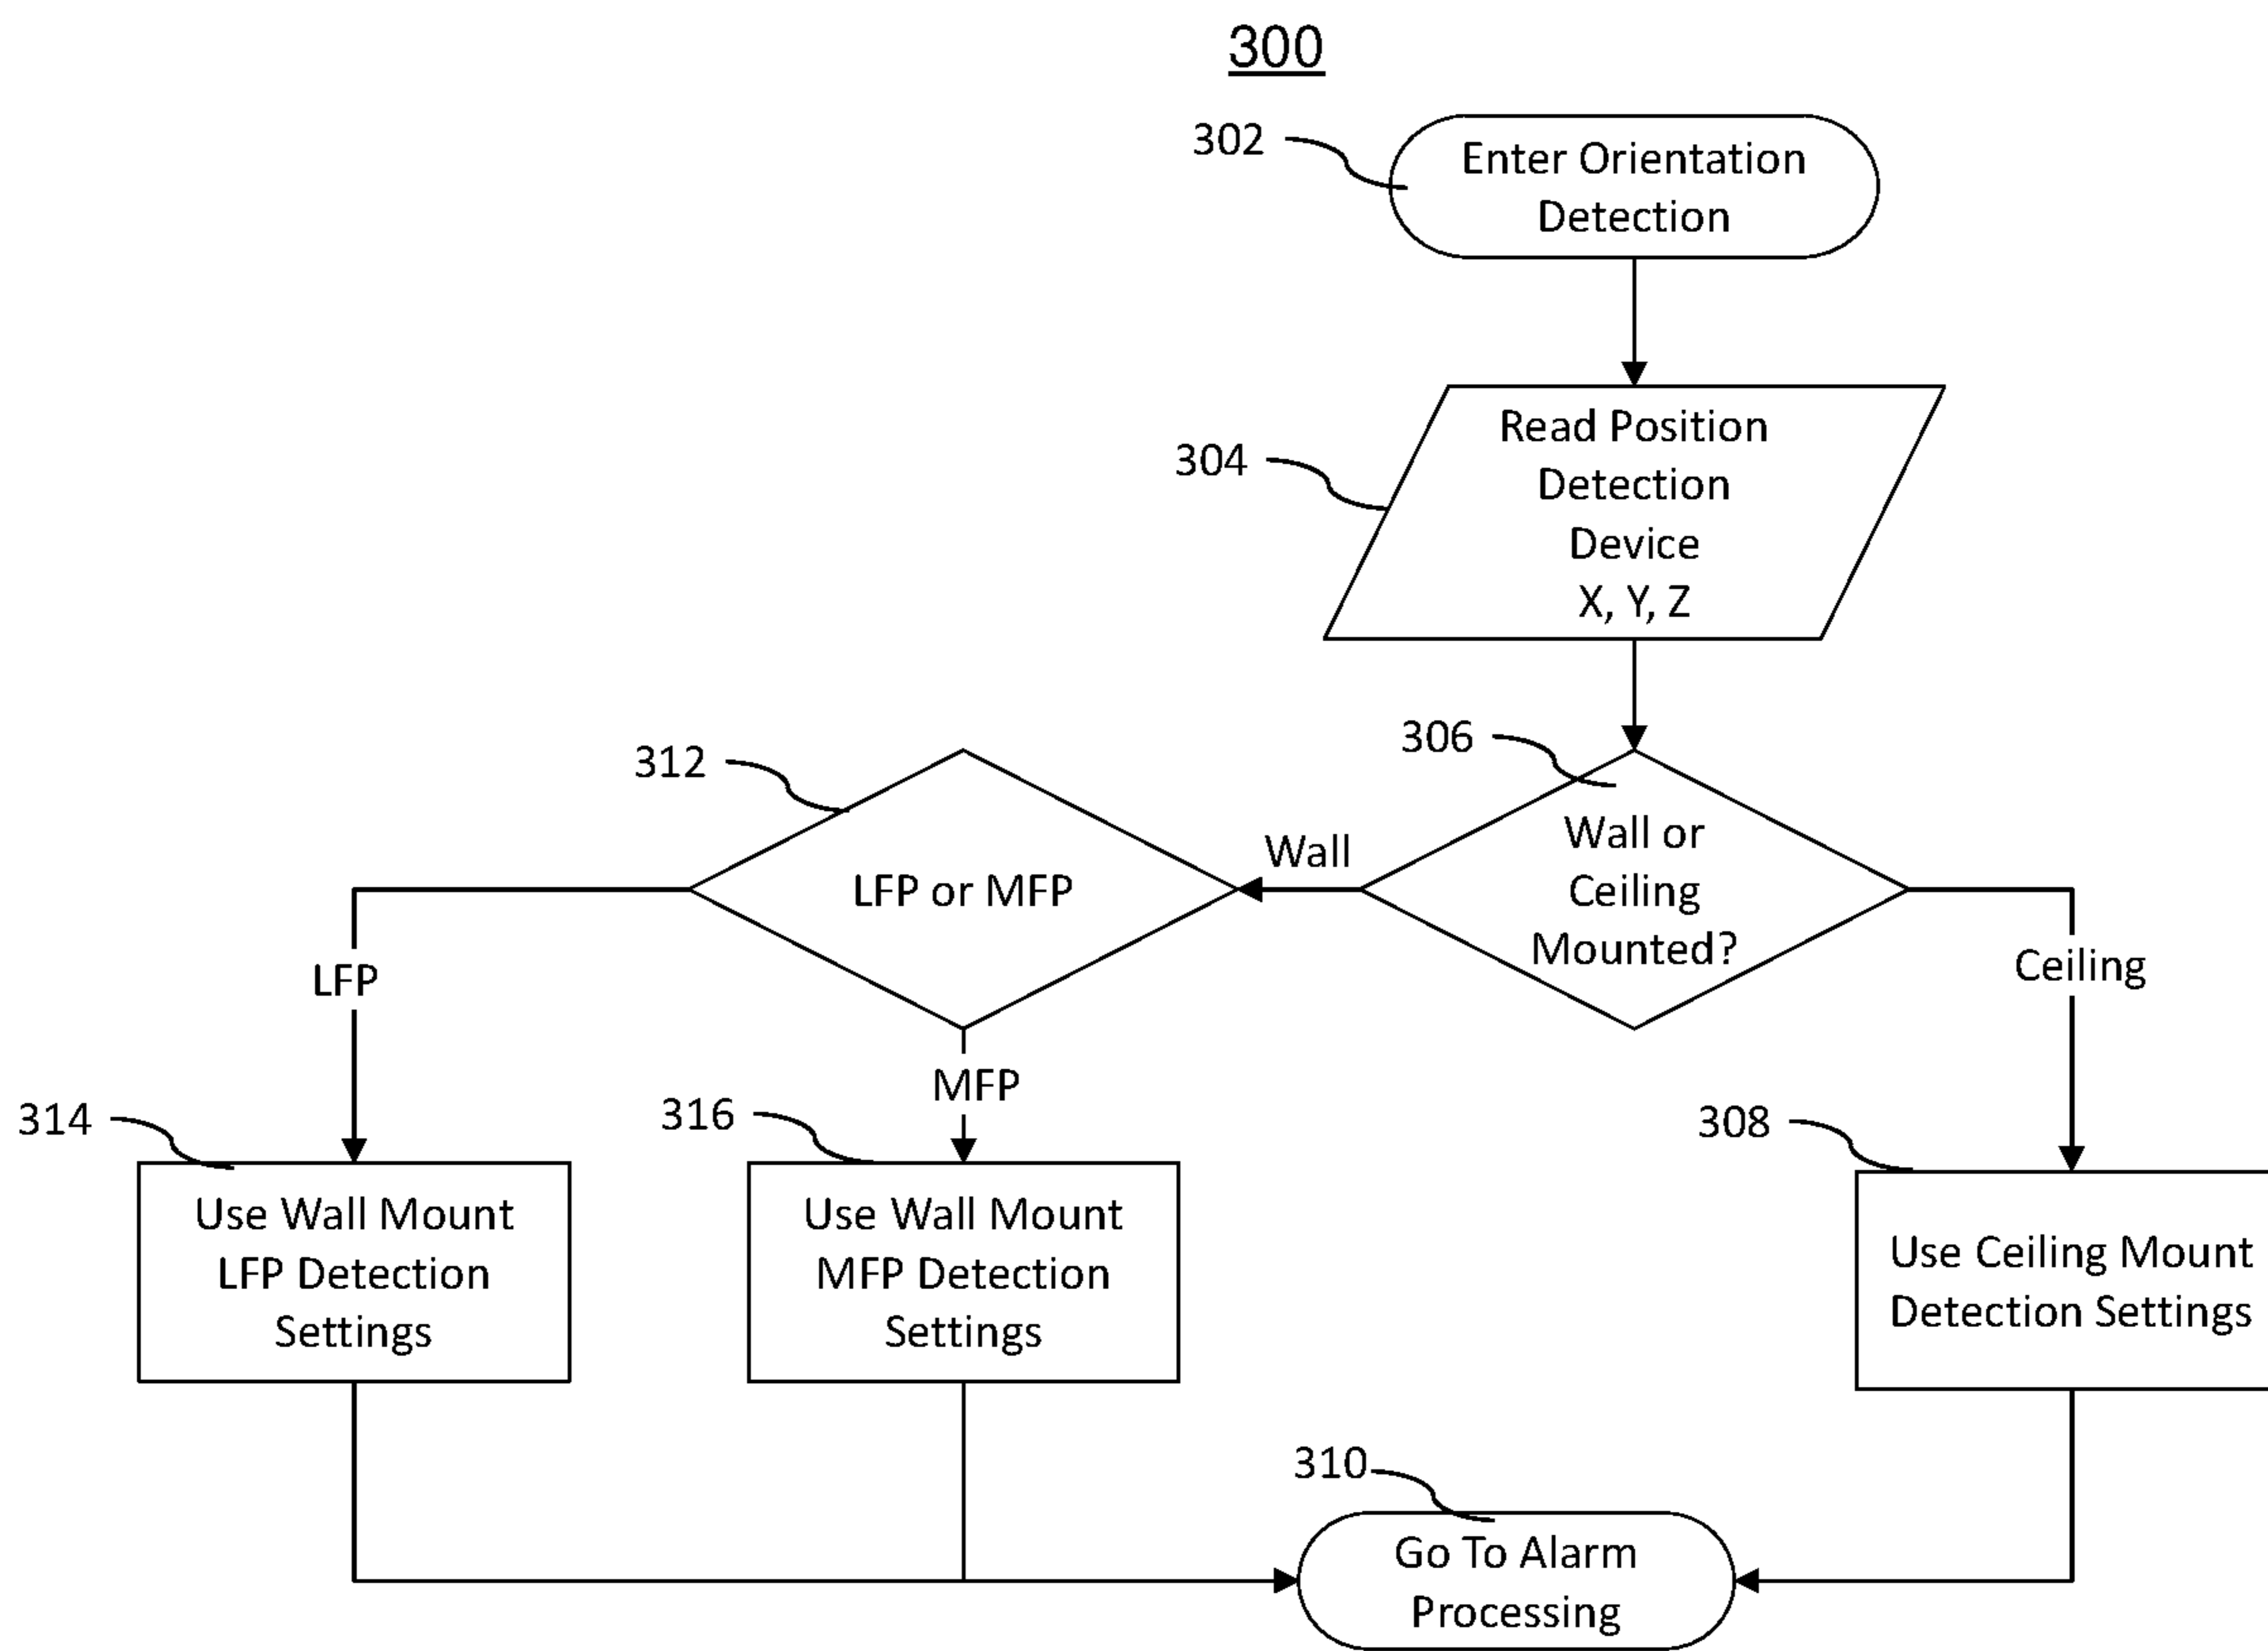 300
302
Enter Orientation
Detection
304
Read Position
Detection
Device
X, Y, Z
306
Wall or
Ceiling
Mounted?
Wall
Ceiling
312
LFP or MFP
LFP
MFP
314
Use Wall Mount
LFP Detection
Settings
316
Use Wall Mount
MFP Detection
Settings
308
Use Ceiling Mount
Detection Settings
310
Go To Alarm
Processing